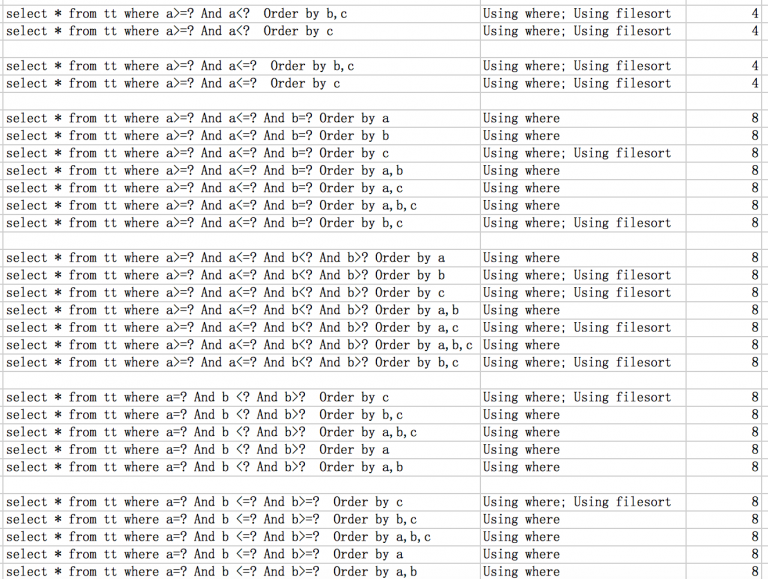 select * from tt where a>=? And a<?  Order by b,c Using where; Using filesort 4
select * from tt where a>=? And a<?  Order by c Using where; Using filesort 4
select * from tt where a>=? And a<=?  Order by b,c Using where; Using filesort 4
select * from tt where a>=? And a<=?  Order by c Using where; Using filesort 4
select * from tt where a>=? And a<=? And b=? Order by a Using where 8
select * from tt where a>=? And a<=? And b=? Order by b Using where 8
select * from tt where a>=? And a<=? And b=? Order by c Using where; Using filesort 8
select * from tt where a>=? And a<=? And b=? Order by a,b Using where 8
select * from tt where a>=? And a<=? And b=? Order by a,c Using where 8
select * from tt where a>=? And a<=? And b=? Order by a,b,c Using where 8
select * from tt where a>=? And a<=? And b=? Order by b,c Using where; Using filesort 8
select * from tt where a>=? And a<=? And b<? And b>? Order by a Using where 8
select * from tt where a>=? And a<=? And b<? And b>? Order by b Using where; Using filesort 8
select * from tt where a>=? And a<=? And b<? And b>? Order by c Using where; Using filesort 8
select * from tt where a>=? And a<=? And b<? And b>? Order by a,b Using where 8
select * from tt where a>=? And a<=? And b<? And b>? Order by a,c Using where; Using filesort 8
select * from tt where a>=? And a<=? And b<? And b>? Order by a,b,c Using where 8
select * from tt where a>=? And a<=? And b<? And b>? Order by b,c Using where; Using filesort 8
select * from tt where a=? And b <? And b>?  Order by c Using where; Using filesort 8
select * from tt where a=? And b <? And b>?  Order by b,c Using where 8
select * from tt where a=? And b <? And b>?  Order by a,b,c Using where 8
select * from tt where a=? And b <? And b>?  Order by a Using where 8
select * from tt where a=? And b <? And b>?  Order by a,b Using where 8
select * from tt where a=? And b <=? And b>=?  Order by c Using where; Using filesort 8
select * from tt where a=? And b <=? And b>=?  Order by b,c Using where 8
select * from tt where a=? And b <=? And b>=?  Order by a,b,c Using where 8
select * from tt where a=? And b <=? And b>=?  Order by a Using where 8
select * from tt where a=? And b <=? And b>=?  Order by a,b Using where 8